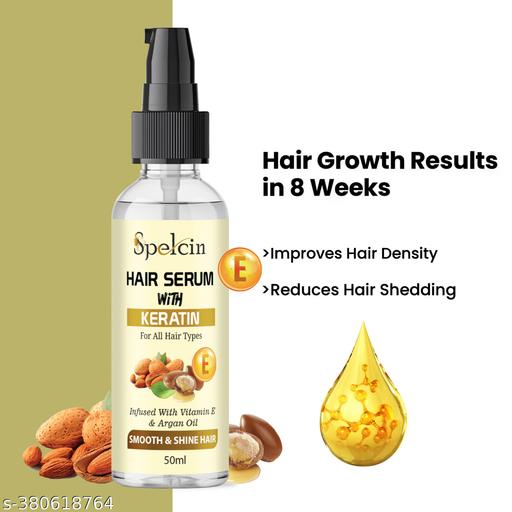 Hair Growth Results
in 8 Weeks
>Improves Hair Density
>Reduces Hair Shedding
Spelcin
HAIR SERUM
WiTH
KERATIN
For All Hair Types
E
E
Infused With Vitamin E
& Argan Oil
SMOOTH & SHINE HAIR
50ml
s-380618764